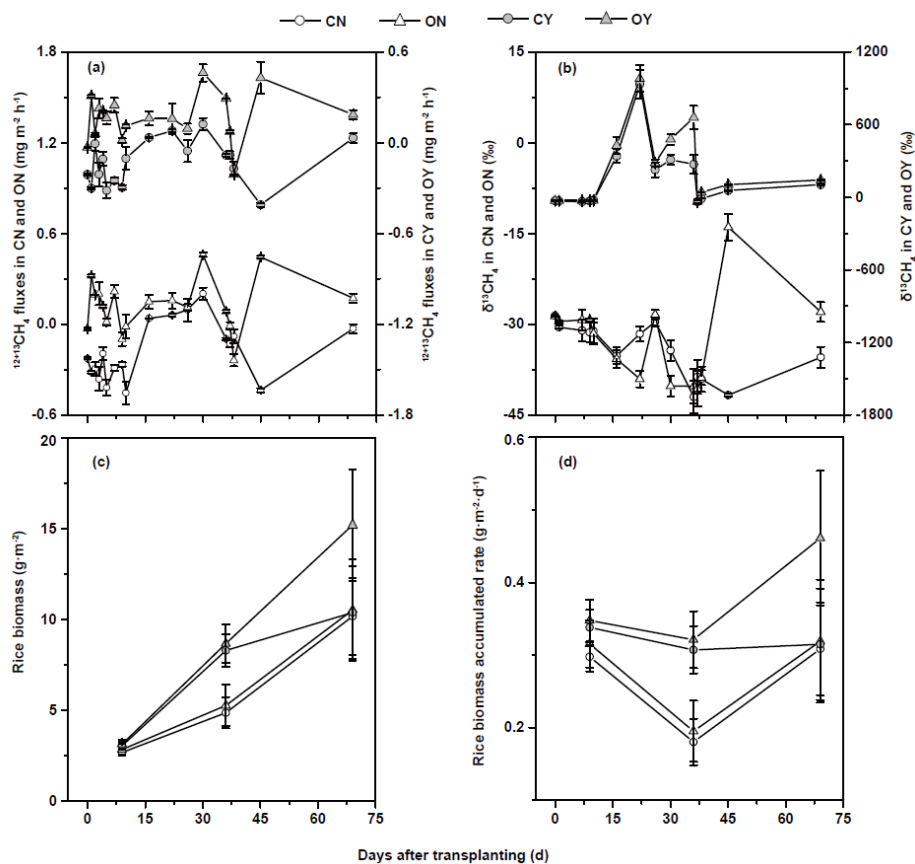 CN ON CY OY
(a)
¹²⁺¹³CH₄ fluxes in CN and ON (mg m⁻² h⁻¹)
1.8
1.2
0.6
0.0
-0.6
0.6
0.0
-0.6
-1.2
-1.8
¹²⁺¹³CH₄ fluxes in CY and OY (mg m⁻² h⁻¹)
(b)
δ¹³CH₄ in CN and ON (‰)
15
0
-15
-30
-45
1200
600
0
-600
-1200
-1800
δ¹³CH₄ in CY and OY (‰)
(c)
Rice biomass (g·m⁻²)
20
15
10
5
0
0 15 30 45 60 75
(d)
Rice biomass accumulated rate (g·m⁻²·d⁻¹)
0.6
0.4
0.2
0 15 30 45 60 75
Days after transplanting (d)